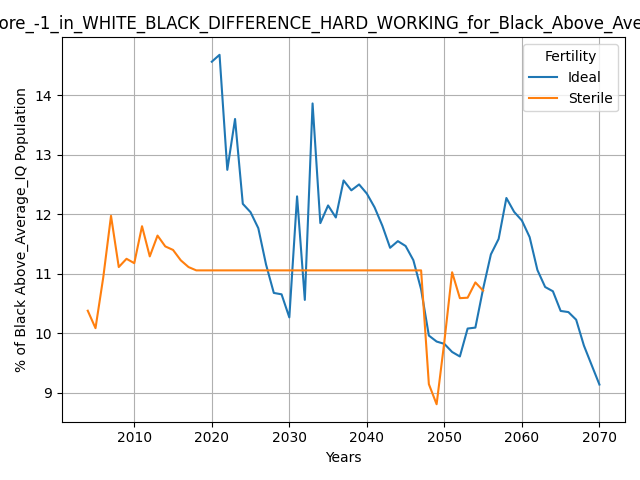 ore_-1_in_WHITE_BLACK_DIFFERENCE_HARD_WORKING_for_Black_Above_Ave
Fertility
Ideal
Sterile
% of Black Above_Average_IQ Population
14
13
12
11
10
9
2010 2020 2030 2040 2050 2060 2070
Years